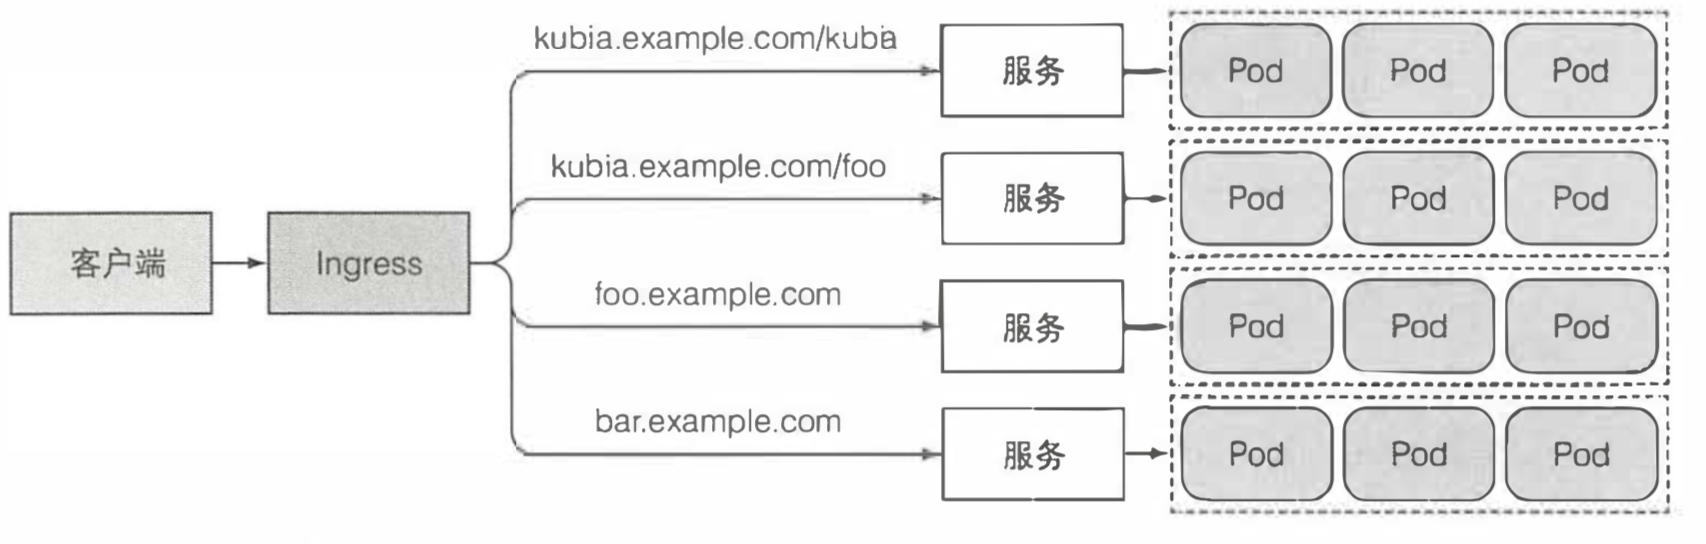 kubia.example.com/kubia
服务
Pod Pod Pod
kubia.example.com/foo
服务
Pod Pod Pod
客户端
Ingress
foo.example.com
服务
Pod Pod Pod
bar.example.com
服务
Pod Pod Pod